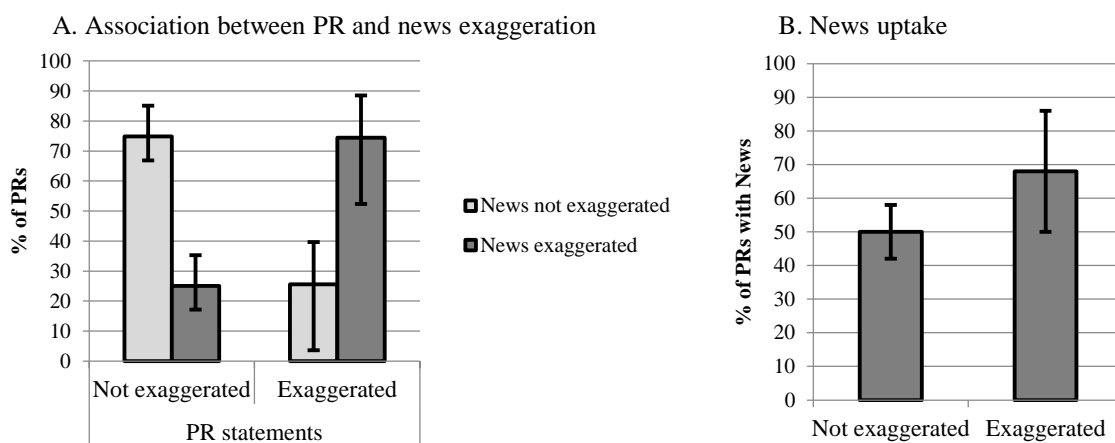 A. Association between PR and news exaggeration
100
90
80
70
60
50
40
30
20
10
0
% of PRs
Not exaggerated
Exaggerated
PR statements
News not exaggerated
News exaggerated
B. News uptake
100
90
80
70
60
50
40
30
20
10
0
% of PRs with News
Not exaggerated
Exaggerated